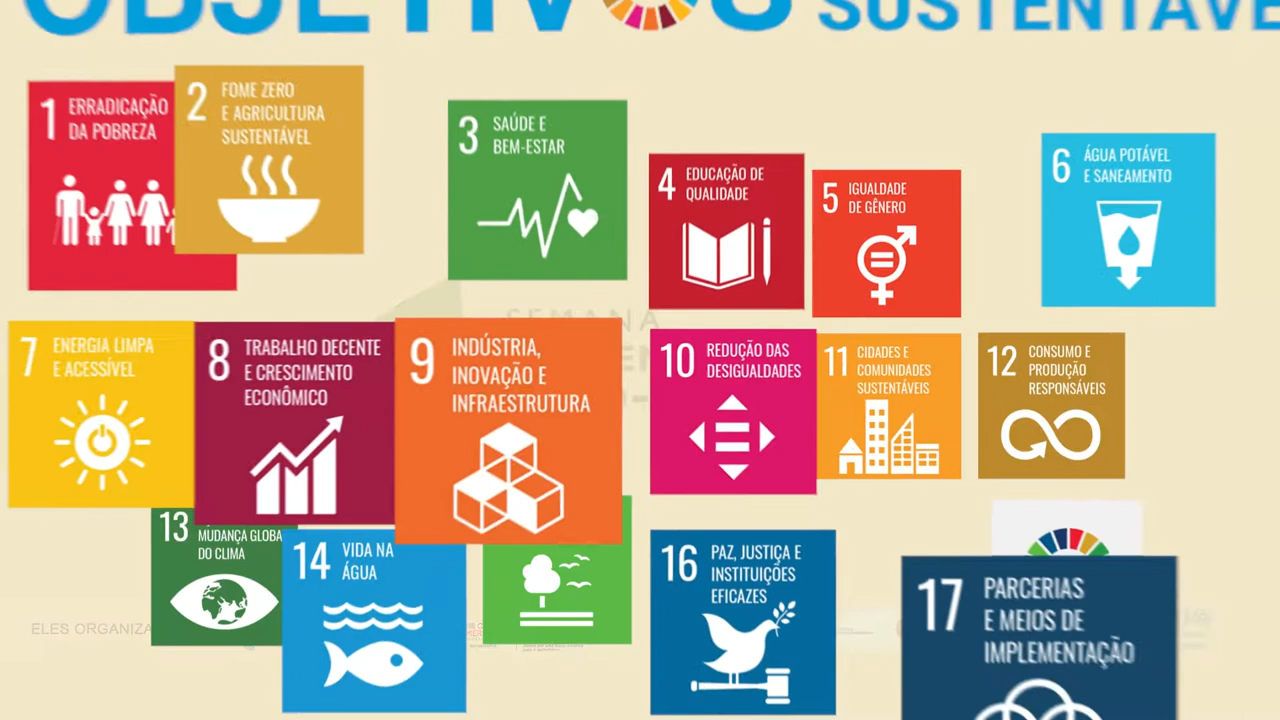 OBJETIVOS
SUSTENTÁVE
1 ERRADICAÇÃO
DA POBREZA
2 FOME ZERO
E AGRICULTURA
SUSTENTÁVEL
3 SAÚDE E
BEM-ESTAR
4 EDUCAÇÃO DE
QUALIDADE
5 IGUALDADE
DE GÊNERO
6 ÁGUA POTÁVEL
E SANEAMENTO
SEMANA
7 ENERGIA LIMPA
E ACESSÍVEL
8 TRABALHO DECENTE
E CRESCIMENTO
ECONÔMICO
9 INDÚSTRIA,
INOVAÇÃO E
INFRAESTRUTURA
10 REDUÇÃO DAS
DESIGUALDADES
11 CIDADES E
COMUNIDADES
SUSTENTÁVEIS
12 CONSUMO E
PRODUÇÃO
RESPONSÁVEIS
13 MUDANÇA GLOBA
DO CLIMA
14 VIDA NA
ÁGUA
16 PAZ, JUSTIÇA E
INSTITUIÇÕES
EFICAZES
17 PARCERIAS
E MEIOS DE
IMPLEMENTAÇÃO
ELES ORGANIZA